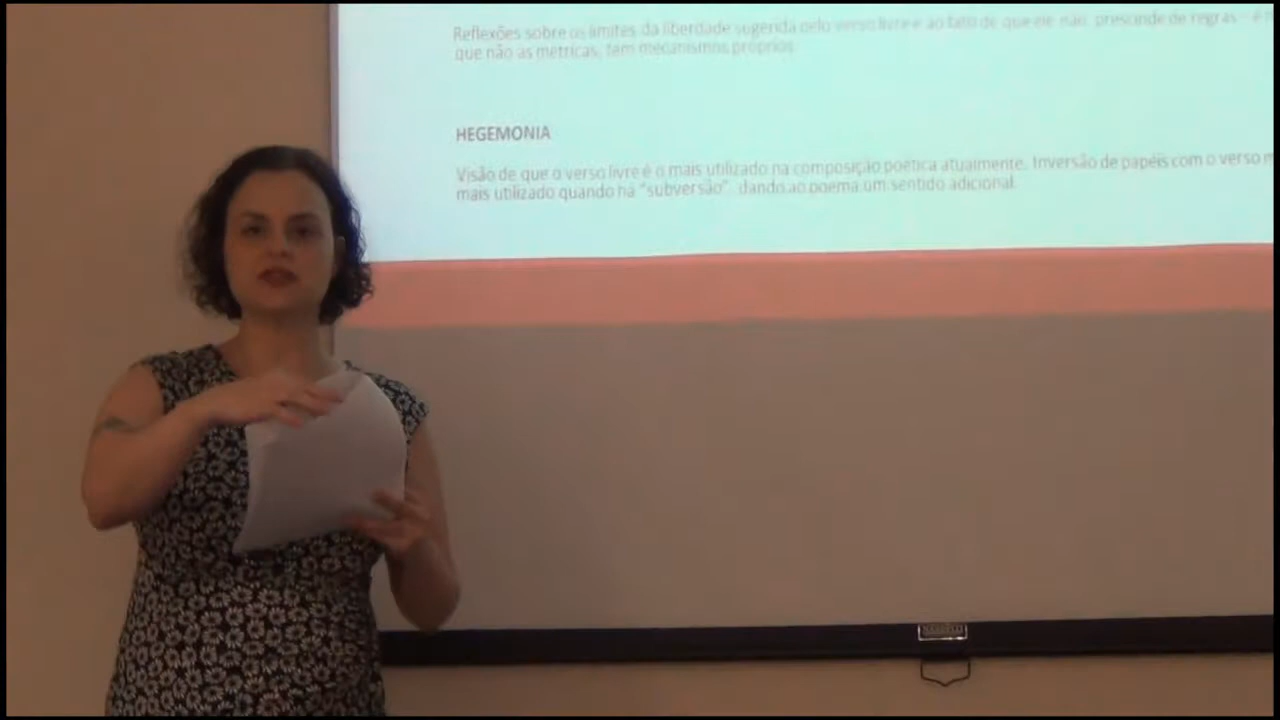 Reflexões sobre os limites da liberdade sugerida pelo verso livre e ao fato de que ele não prescinde de regras - e
que não as métricas, tem mecanismos próprios.
HEGEMONIA
Visão de que o verso livre é o mais utilizado na composição poética atualmente. Inversão de papéis com o verso
mais utilizado quando há "subversão", dando ao poema um sentido adicional.